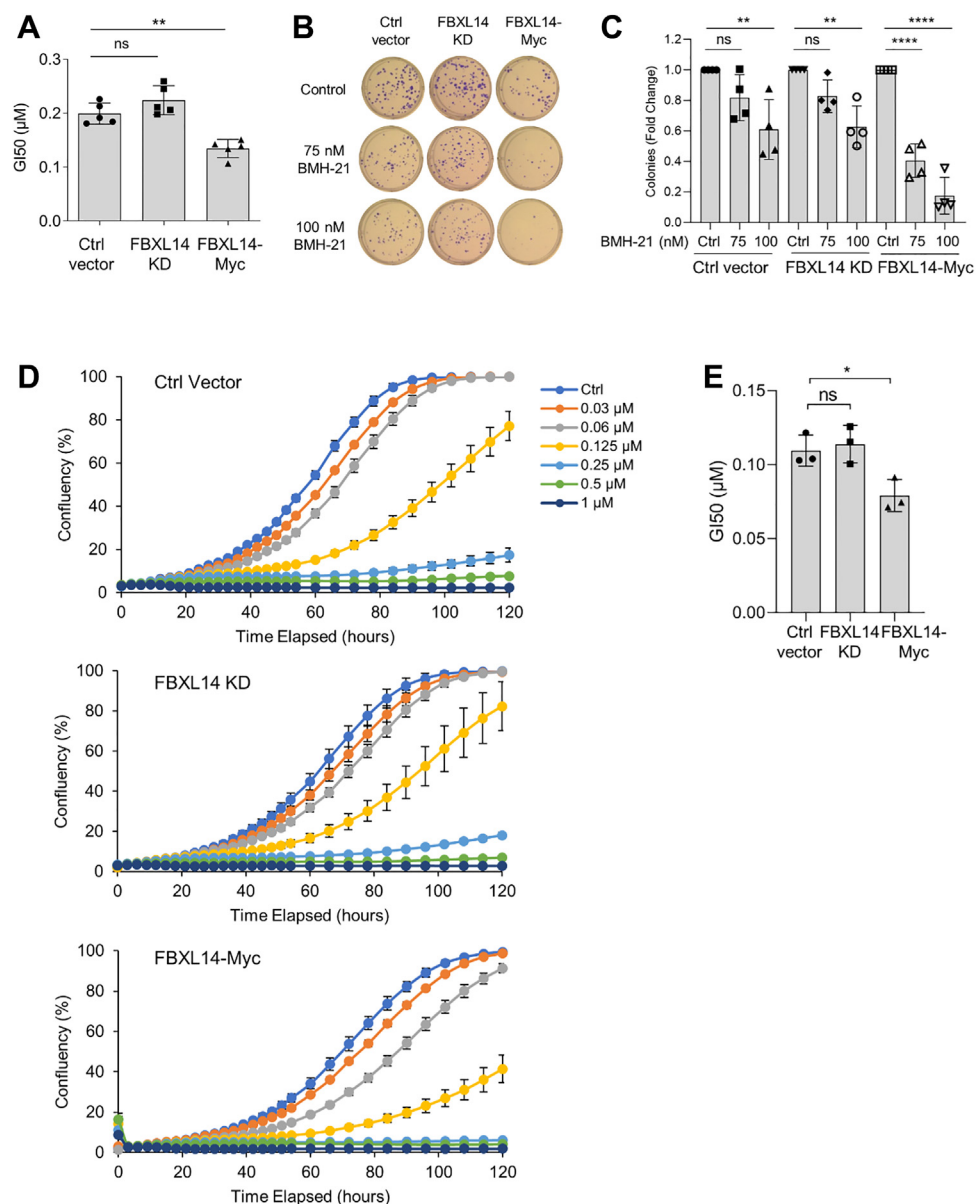 A
**
ns
0.3
0.2
0.1
0.0
GI50 (µM)
Ctrl
vector
FBXL14
KD
FBXL14-
Myc
B
Ctrl
vector
FBXL14
KD
FBXL14-
Myc
Control
75 nM
BMH-21
100 nM
BMH-21
C
**
**
****
ns
ns
****
1.0
0.8
0.6
0.4
0.2
0.0
Colonies (Fold Change)
BMH-21 (nM)
Ctrl 75 100 Ctrl 75 100 Ctrl 75 100
Ctrl vector FBXL14 KD FBXL14-Myc
D
Ctrl Vector
100
80
60
40
20
0
Confluency (%)
0 20 40 60 80 100 120
Time Elapsed (hours)
Ctrl
0.03 µM
0.06 µM
0.125 µM
0.25 µM
0.5 µM
1 µM
FBXL14 KD
100
80
60
40
20
0
Confluency (%)
0 20 40 60 80 100 120
Time Elapsed (hours)
FBXL14-Myc
100
80
60
40
20
0
Confluency (%)
0 20 40 60 80 100 120
Time Elapsed (hours)
E
*
ns
0.15
0.10
0.05
0.00
GI50 (µM)
Ctrl
vector
FBXL14
KD
FBXL14-
Myc